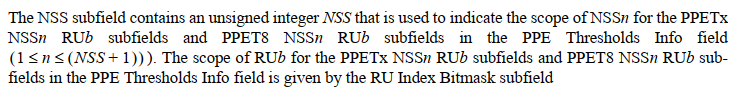 The NSS subfield contains an unsigned integer NSS that is used to indicate the scope of NSSn for the PPETx
NSSn RUb subfields and PPET8 NSSn RUb subfields in the PPE Thresholds Info field
(1 ≤ n ≤ (NSS + 1))). The scope of RUb for the PPETx NSSn RUb subfields and PPET8 NSSn RUb sub-
fields in the PPE Thresholds Info field is given by the RU Index Bitmask subfield